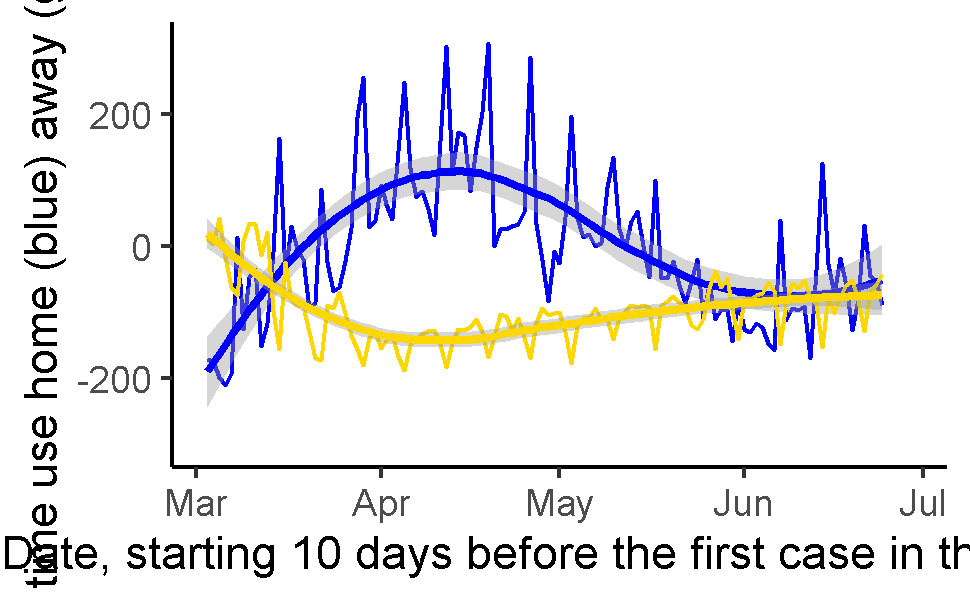 time use home (blue) away (
200
0
-200
Mar Apr May Jun Jul
Date, starting 10 days before the first case in th